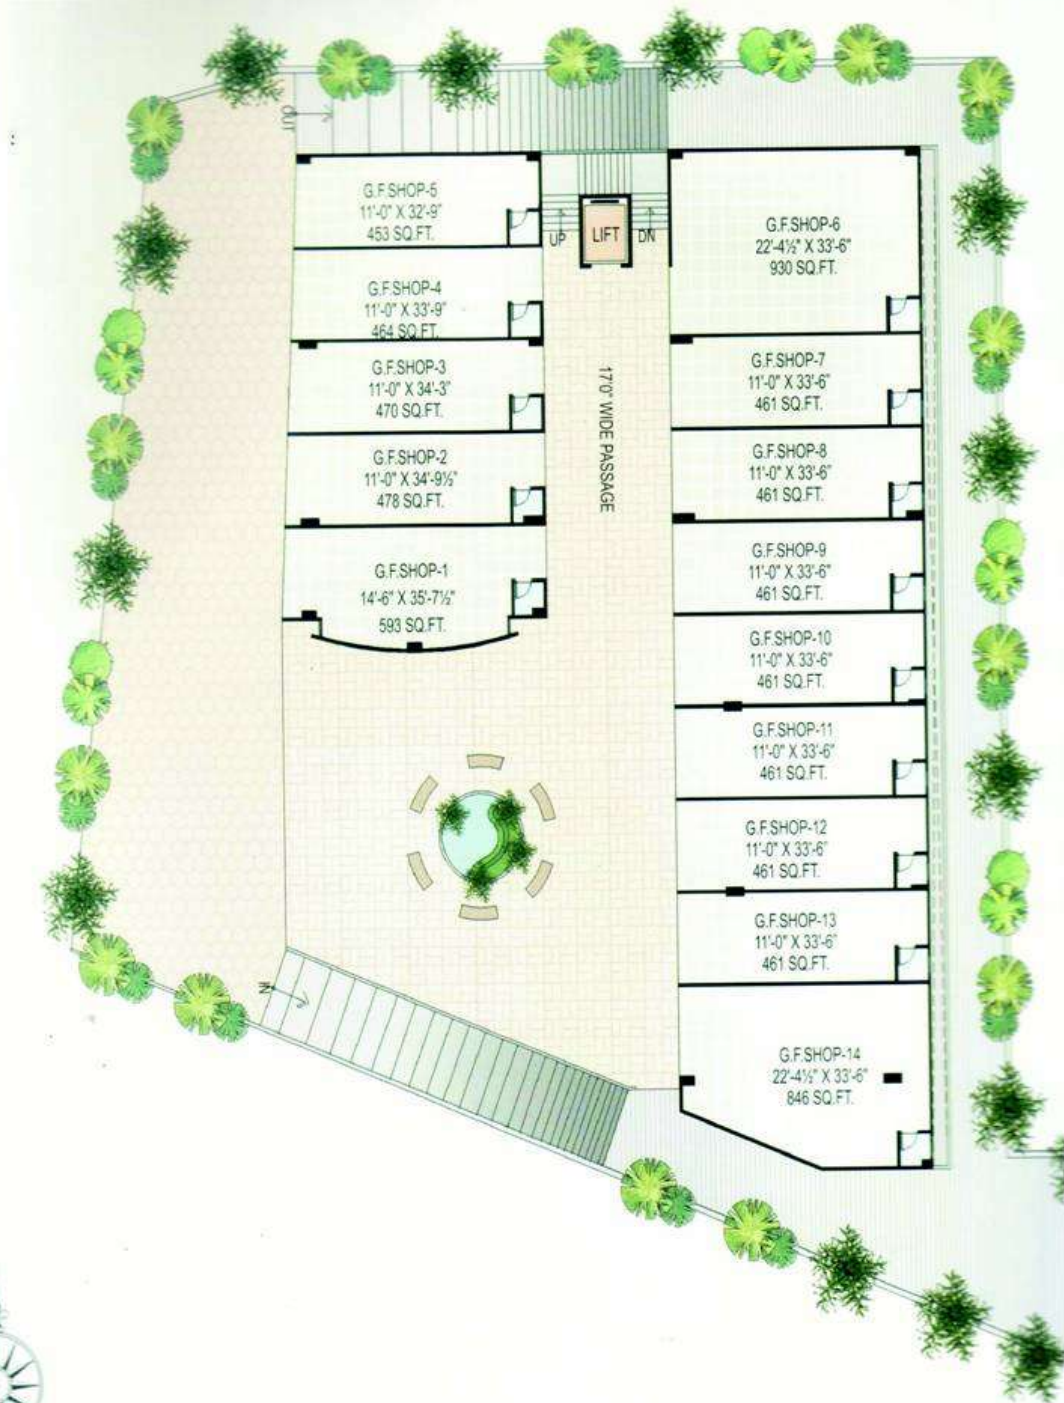 OUT
G.F.SHOP-5
11'-0" X 32'-9"
453 SQ.FT.
G.F.SHOP-4
11'-0" X 33'-9"
464 SQ.FT.
G.F.SHOP-3
11'-0" X 34'-3"
470 SQ.FT.
G.F.SHOP-2
11'-0" X 34'-9½"
478 SQ.FT.
G.F.SHOP-1
14'-6" X 35'-7½"
593 SQ.FT.
UP
LIFT
DN
17'0" WIDE PASSAGE
G.F.SHOP-6
22'-4½" X 33'-6"
930 SQ.FT.
G.F.SHOP-7
11'-0" X 33'-6"
461 SQ.FT.
G.F.SHOP-8
11'-0" X 33'-6"
461 SQ.FT.
G.F.SHOP-9
11'-0" X 33'-6"
461 SQ.FT.
G.F.SHOP-10
11'-0" X 33'-6"
461 SQ.FT.
G.F.SHOP-11
11'-0" X 33'-6"
461 SQ.FT.
G.F.SHOP-12
11'-0" X 33'-6"
461 SQ.FT.
G.F.SHOP-13
11'-0" X 33'-6"
461 SQ.FT.
G.F.SHOP-14
22'-4½" X 33'-6"
846 SQ.FT.
IN